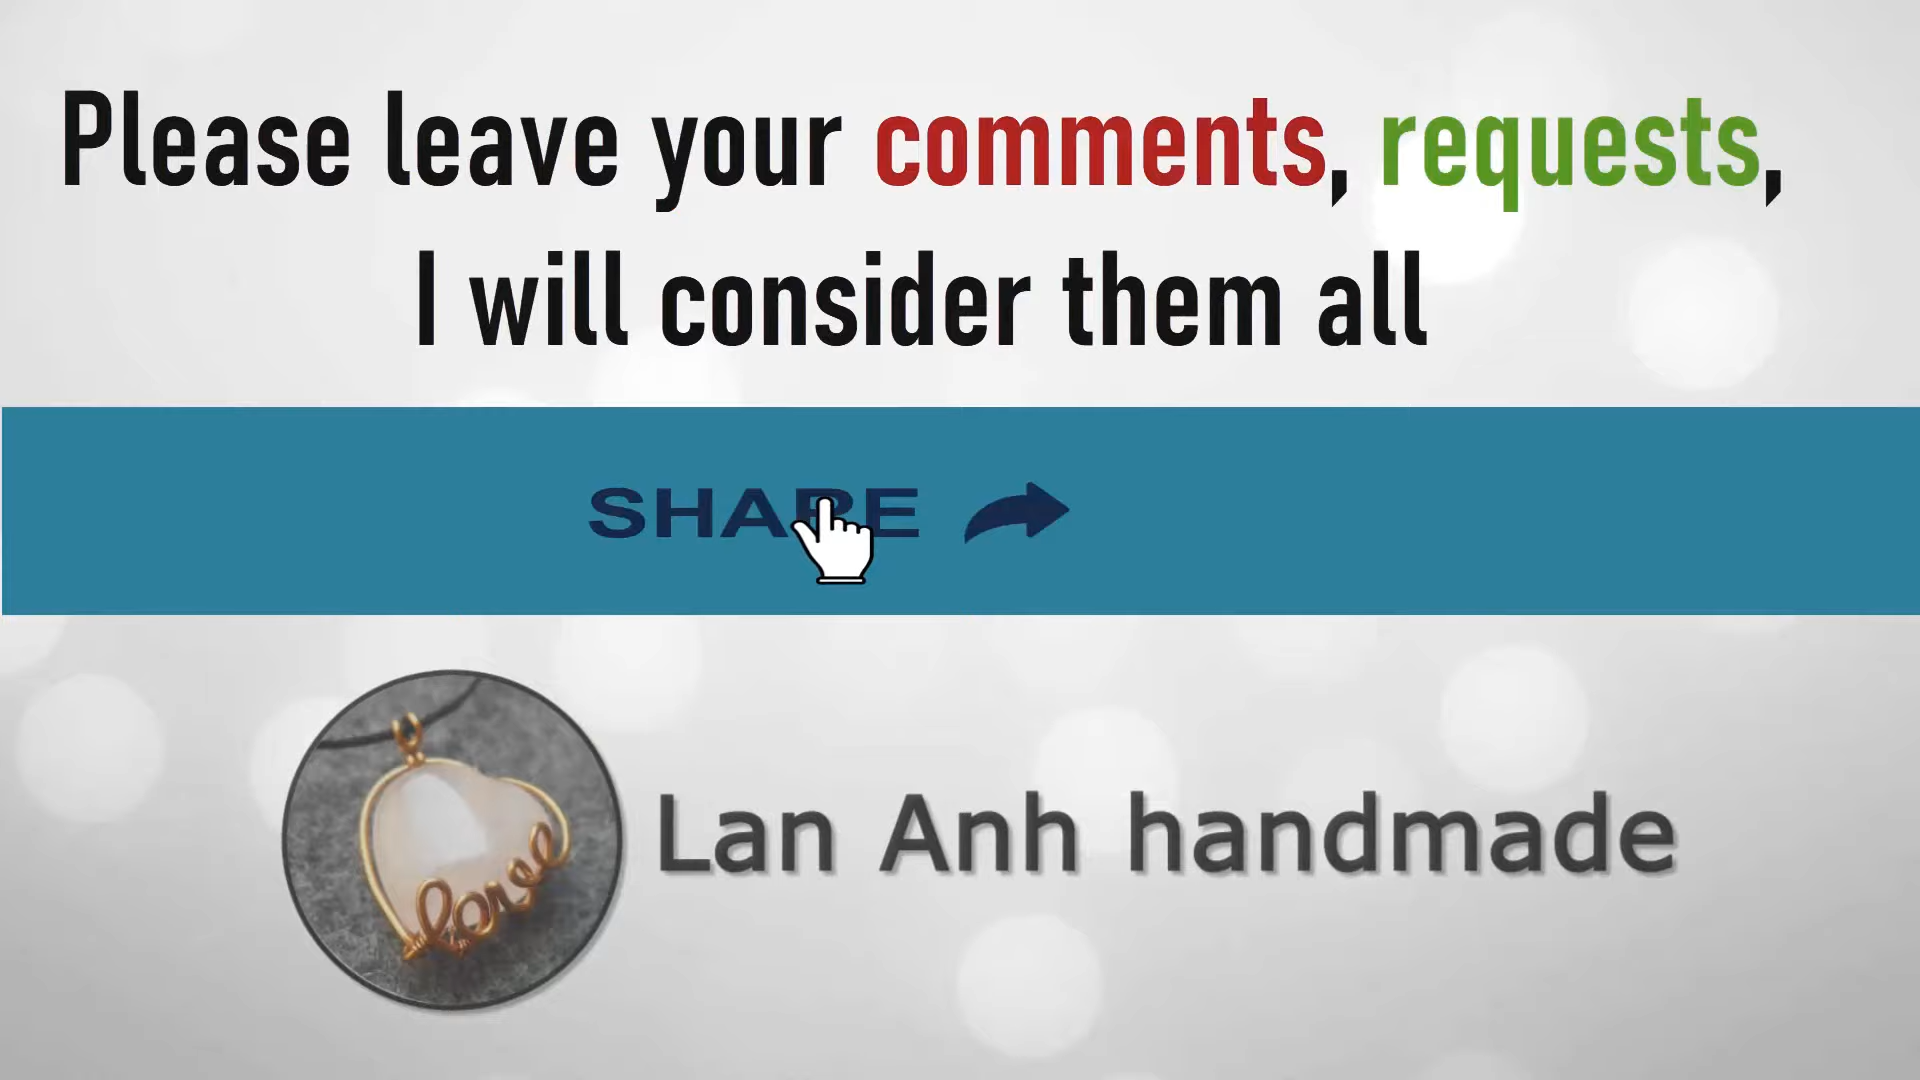 Please leave your comments, requests,
I will consider them all
SHARE
love
Lan Anh handmade